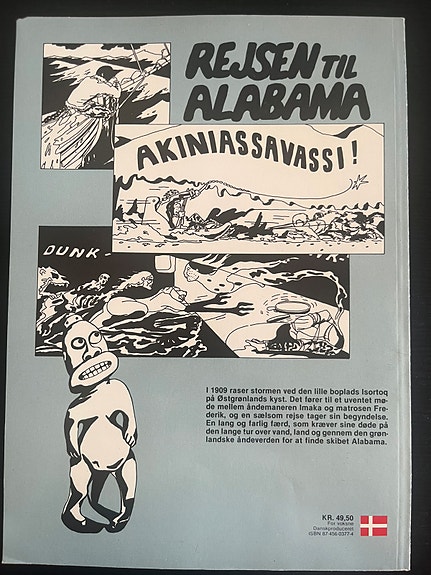 REJSEN TIL
ALABAMA
AKINIASSAVASSI!
DUNK
I 1909 raser stormen ved den lille boplads Isortoq
på Østgrønlands kyst. Det fører til et uventet mø-
de mellem åndemaneren Imaka og matrosen Fre-
derik, og en sælsom rejse tager sin begyndelse.
En lang og farlig færd, som kræver sine døde på
den lange tur over vand, land og gennem den grøn-
landske åndeverden for at finde skibet Alabama.
KR. 49,50
For voksne
Danskproduceret
ISBN 87-456-0377-4